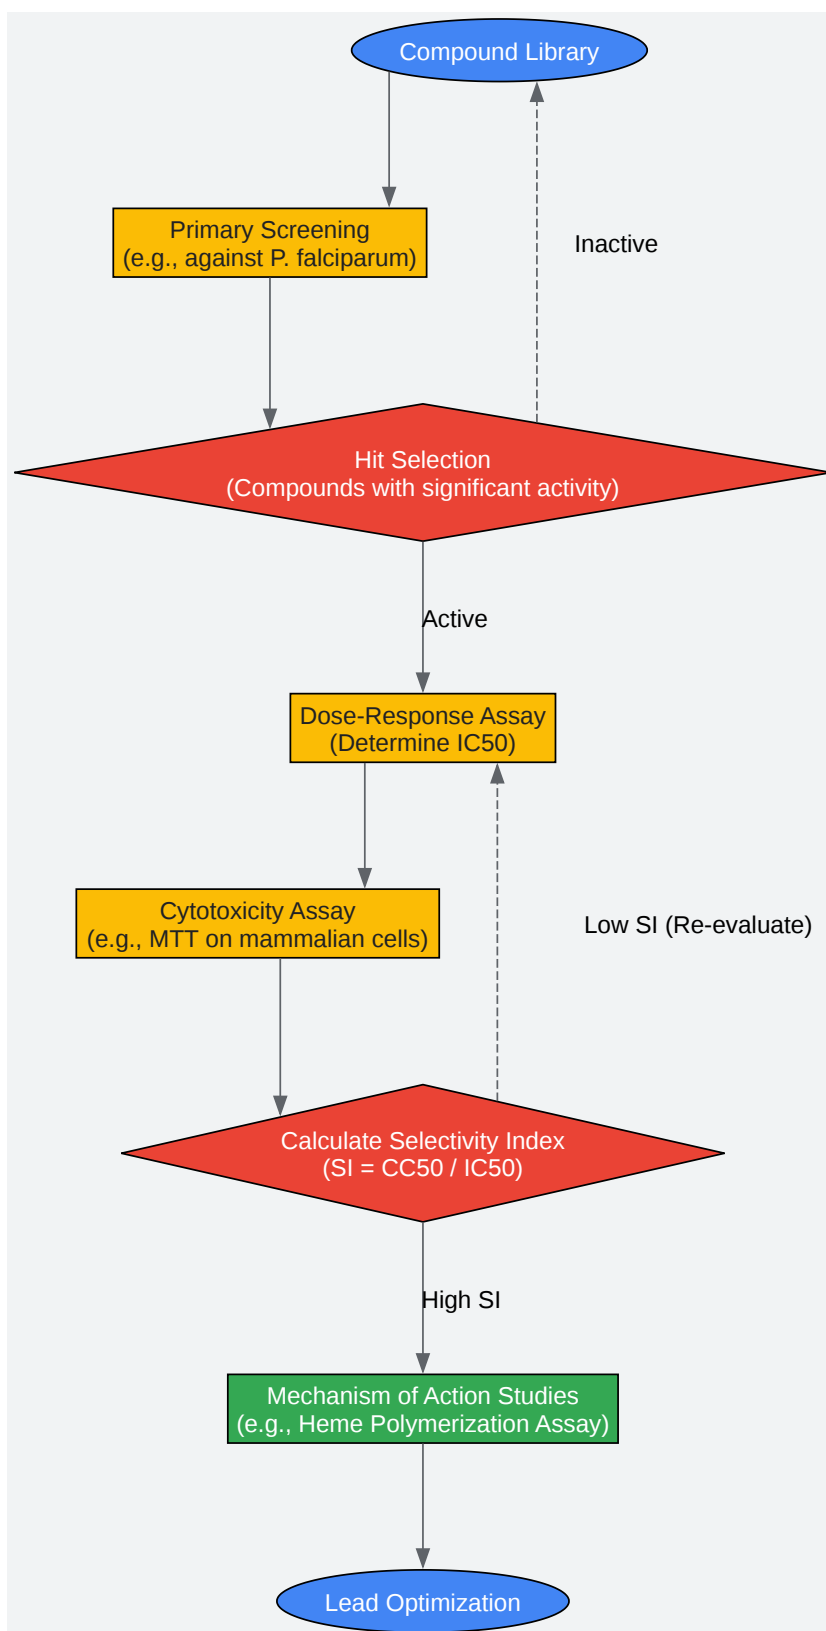 Compound Library
Primary Screening
(e.g., against P. falciparum)
Inactive
Hit Selection
(Compounds with significant activity)
Active
Dose-Response Assay
(Determine IC50)
Cytotoxicity Assay
(e.g., MTT on mammalian cells)
Low SI (Re-evaluate)
Calculate Selectivity Index
(SI = CC50 / IC50)
High SI
Mechanism of Action Studies
(e.g., Heme Polymerization Assay)
Lead Optimization